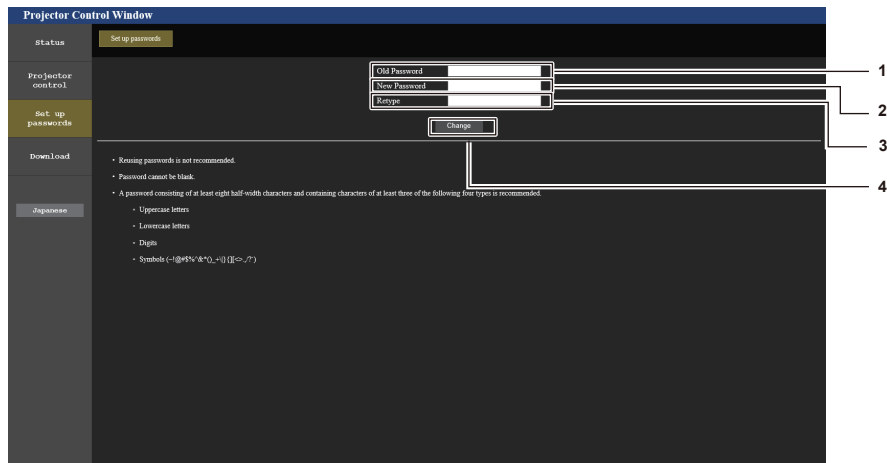 Projector Control Window
Status
Set up passwords
Projector
control
Set up
passwords
Download
Japanese
Old Password
New Password
Retype
Change
1
2
3
4
• Reusing passwords is not recommended.
• Password cannot be blank.
• A password consisting of at least eight half-width characters and containing characters of at least three of the following four types is recommended.
• Uppercase letters
• Lowercase letters
• Digits